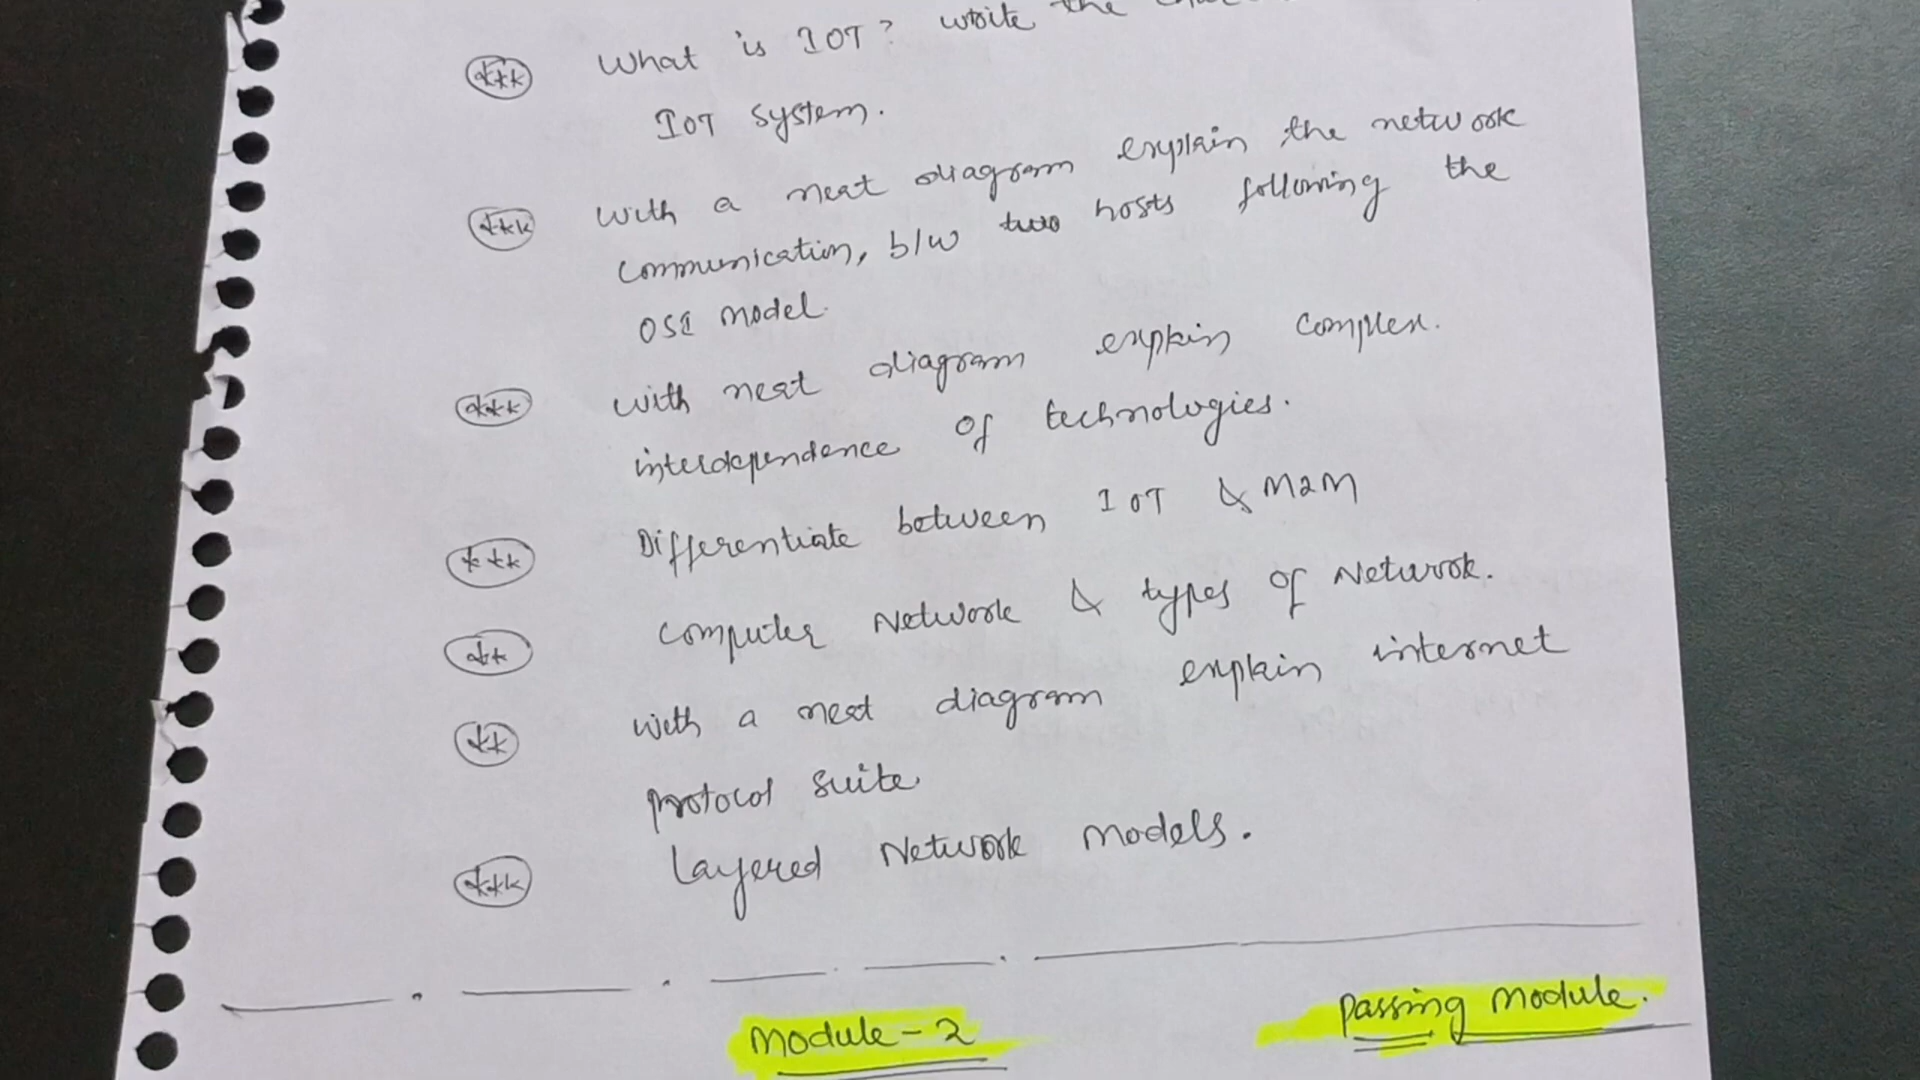 *** What is IOT? write the
IOT system.
*** with a neat diagram explain the network
communication, b/w two hosts following the
OSI model.
*** with neat diagram explain complex.
interdependence of technologies.
*** Differentiate between IOT & M2M
** Computer Network & types of Network.
** with a neat diagram explain internet
protocol suite
*** Layered Network models.
Module-2 Passing Module.